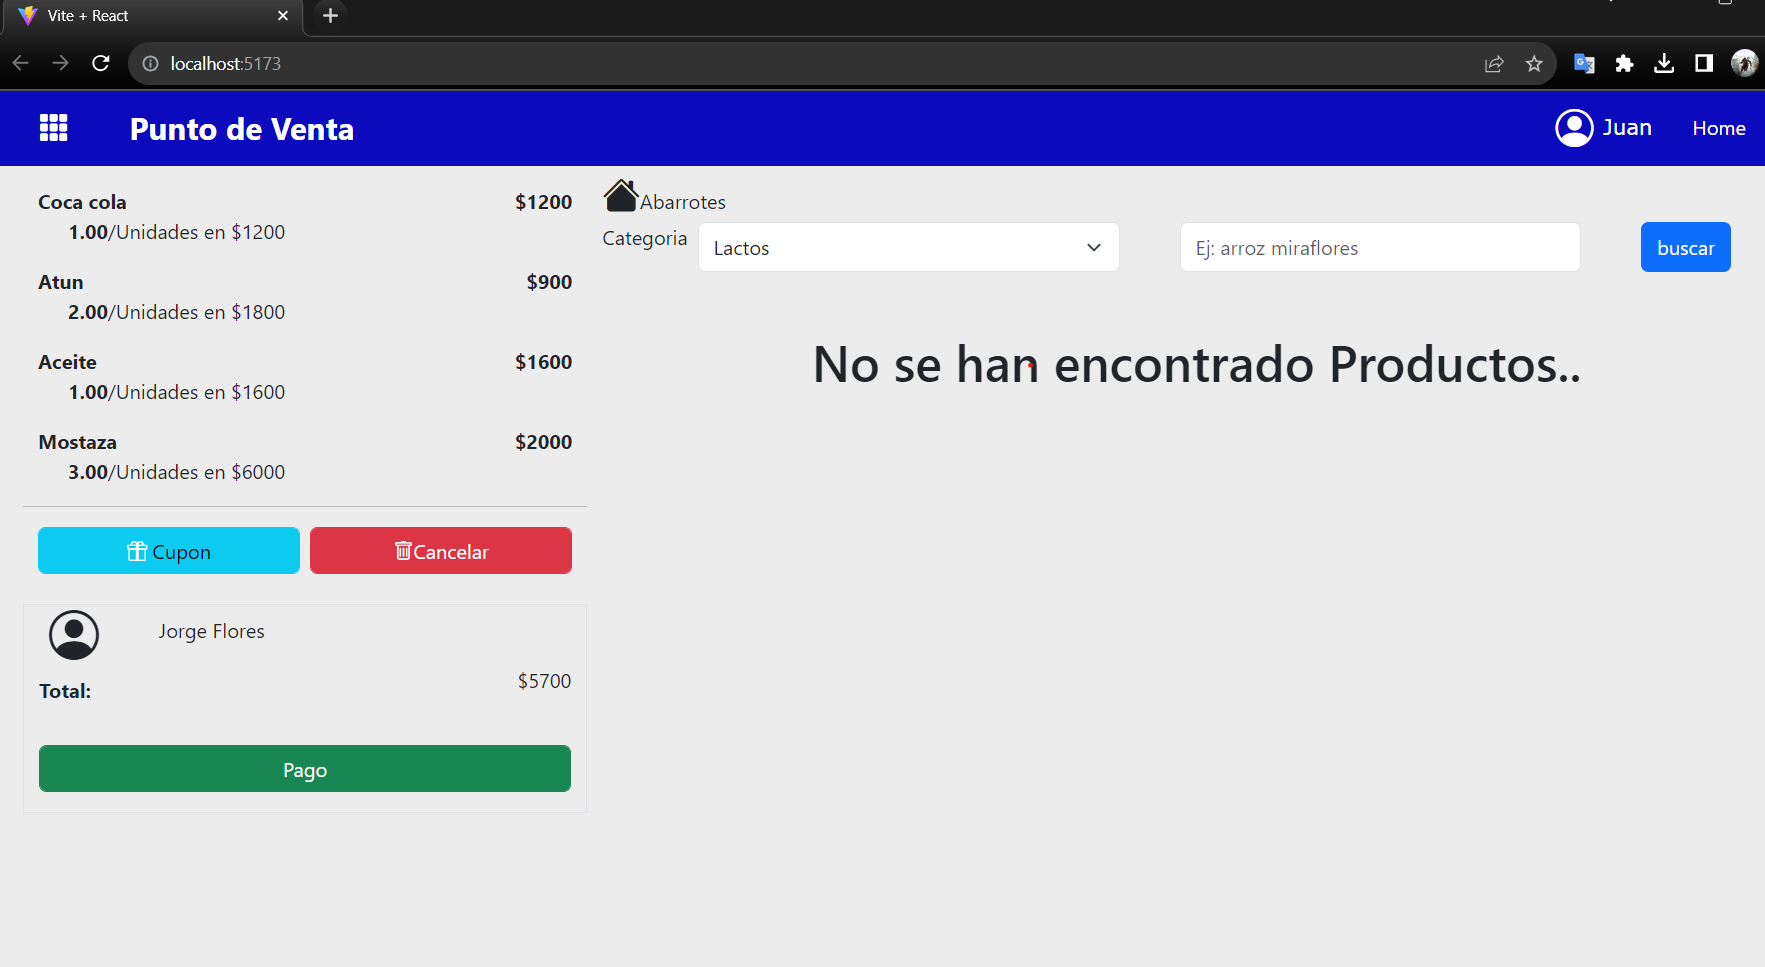 Vite + React
localhost:5173
Punto de Venta
Juan
Home
Coca cola $1200
1.00/Unidades en $1200
Atun $900
2.00/Unidades en $1800
Aceite $1600
1.00/Unidades en $1600
Mostaza $2000
3.00/Unidades en $6000
Cupon
Cancelar
Jorge Flores
Total: $5700
Pago
Abarrotes
Categoria
Lactos
Ej: arroz miraflores
buscar
No se han encontrado Productos..